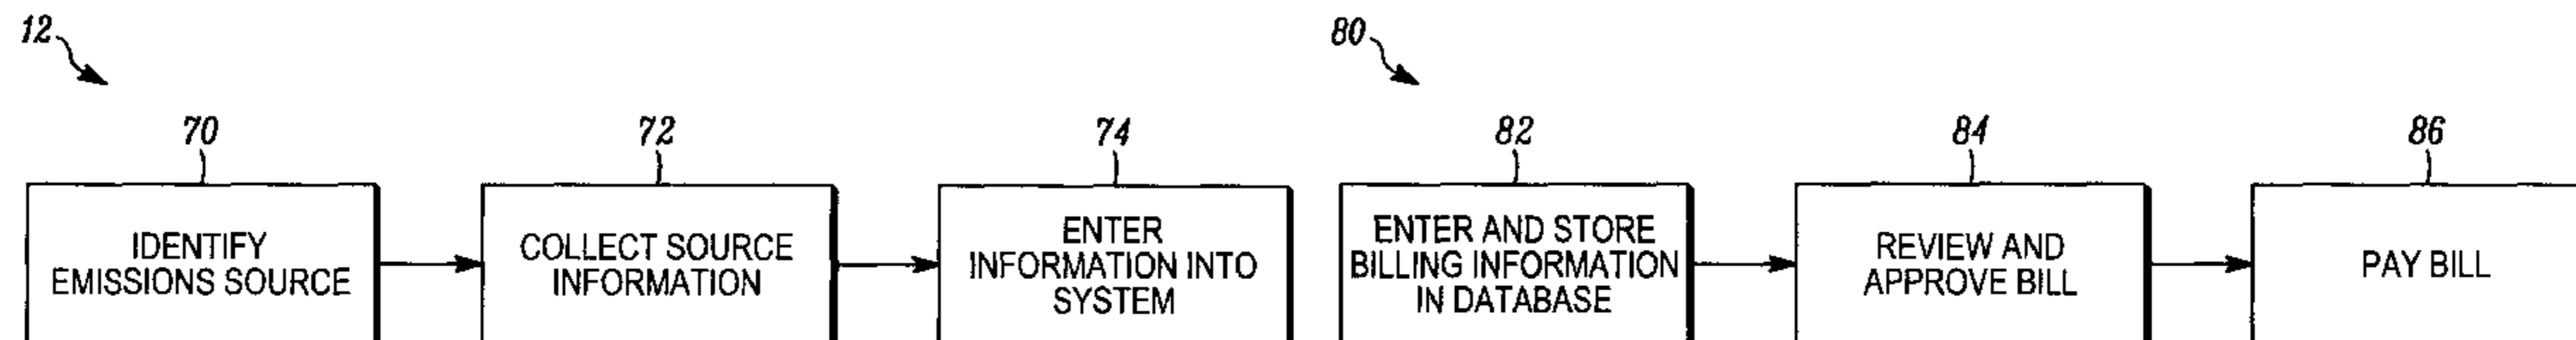 12
80
70
72
74
82
84
86
IDENTIFY
EMISSIONS SOURCE
COLLECT SOURCE
INFORMATION
ENTER
INFORMATION INTO
SYSTEM
ENTER AND STORE
BILLING INFORMATION
IN DATABASE
REVIEW AND
APPROVE BILL
PAY BILL